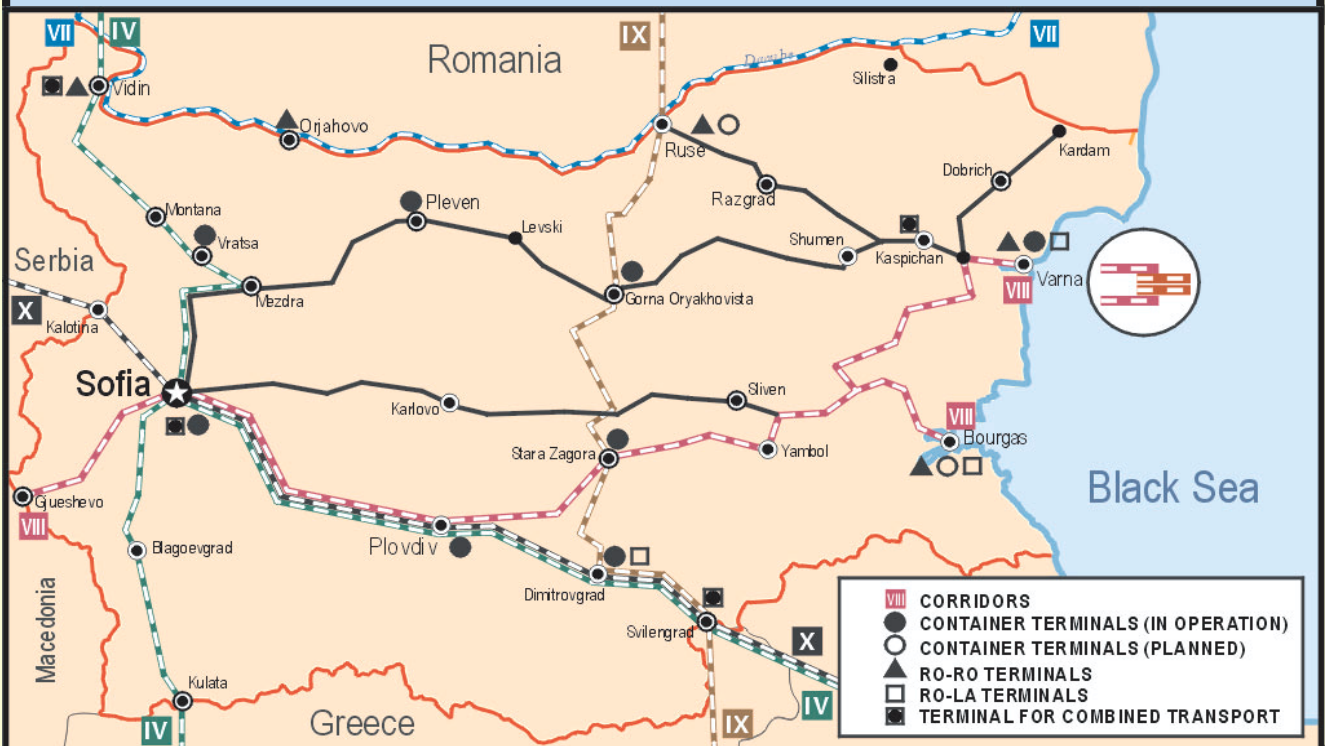 VII
IV
IX
VII
Romania
Danube
Silistra
Vidin
Orjahovo
Ruse
Kardam
Dobrich
Razgrad
Montana
Pleven
Levski
Vratsa
Shumen
Kaspichan
Serbia
Varna
VIII
Mezdra
Gorna Oryakhovista
X
Kalotina
Sofia
Karlovo
Sliven
VIII
Bourgas
Stara Zagora
Yambol
Black Sea
Gjueshevo
VIII
Blagoevgrad
Plovdiv
Dimitrovgrad
Svilengrad
Macedonia
X
IV
Kulata
IV
Greece
IX
VIII CORRIDORS
CONTAINER TERMINALS (IN OPERATION)
CONTAINER TERMINALS (PLANNED)
RO-RO TERMINALS
RO-LA TERMINALS
TERMINAL FOR COMBINED TRANSPORT